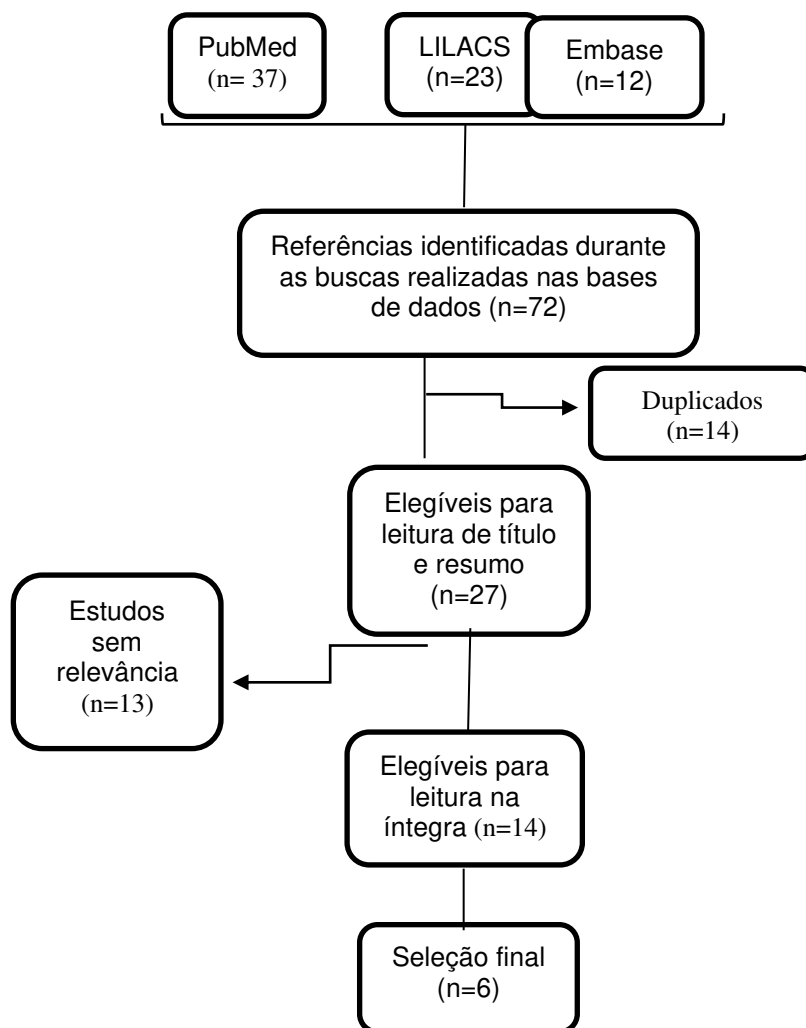 PubMed
(n= 37)
LILACS
(n=23)
Embase
(n=12)
Referências identificadas durante
as buscas realizadas nas bases
de dados (n=72)
Duplicados
(n=14)
Elegíveis para
leitura de título
e resumo
(n=27)
Estudos
sem
relevância
(n=13)
Elegíveis para
leitura na
íntegra (n=14)
Seleção final
(n=6)